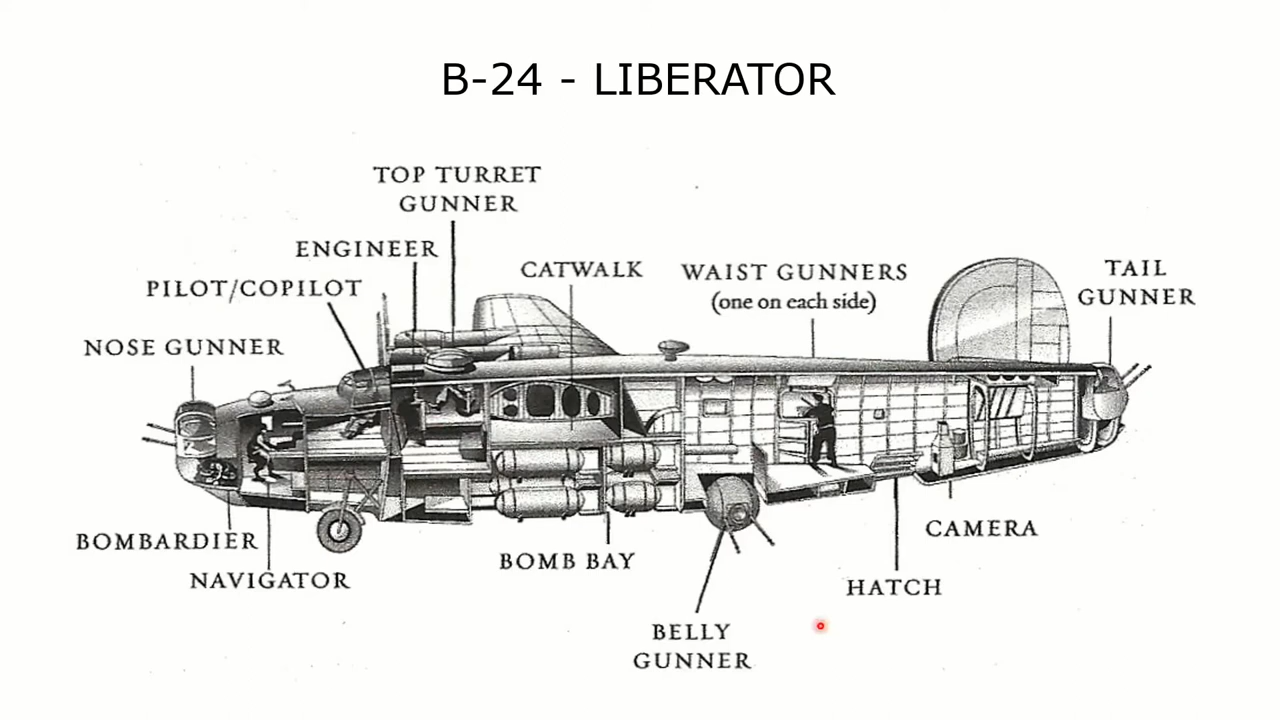 B-24 - LIBERATOR
TOP TURRET
GUNNER
ENGINEER
PILOT/COPILOT
NOSE GUNNER
CATWALK
WAIST GUNNERS
(one on each side)
TAIL
GUNNER
BOMBARDIER
NAVIGATOR
BOMB BAY
BELLY
GUNNER
HATCH
CAMERA